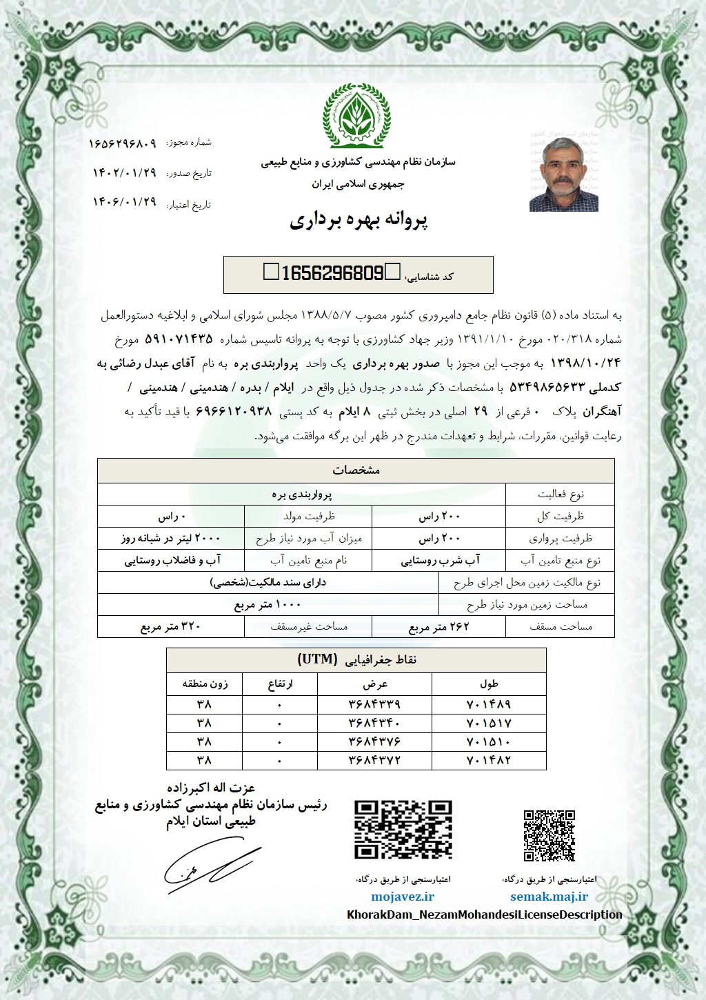 شماره مجوز: ۱۶۵۶۲۹۶۸۰۹
تاریخ صدور: ۱۴۰۲/۰۱/۲۹
تاریخ اعتبار: ۱۴۰۶/۰۱/۲۹
سازمان نظام مهندسی کشاورزی و منابع طبیعی
جمهوری اسلامی ایران
پروانه بهره برداری
سازمان ثبت احوال کشور
کد شناسایی: □1656296809□
به استناد ماده (۵) قانون نظام جامع دامپروری کشور مصوب ۱۳۸۸/۵/۷ مجلس شورای اسلامی و ابلاغیه دستورالعمل
شماره ۰۲۰/۳۱۸ مورخ ۱۳۹۱/۱/۱۰ وزیر جهاد کشاورزی با توجه به پروانه تاسیس شماره ۵۹۱۰۷۱۴۳۵ مورخ
۱۳۹۸/۱۰/۲۴ به موجب این مجوز با صدور بهره برداری یک واحد پرواربندی بره به نام آقای عبدل رضائی به
کدملی ۵۳۴۹۸۶۵۶۳۳ با مشخصات ذکر شده در جدول ذیل واقع در ایلام / بدره / هندمینی / هندمینی /
آهنگران پلاک ۰ فرعی از ۲۹ اصلی در بخش ثبتی ۸ ایلام به کد پستی ۶۹۶۶۱۲۰۹۳۸ با قید تأکید به
رعایت قوانین، مقررات، شرایط و تعهدات مندرج در ظهر این برگه موافقت می‌شود.
مشخصات
نوع فعالیت پرواربندی بره
ظرفیت کل ۲۰۰ راس ظرفیت مولد ۰ راس
ظرفیت پرواری ۲۰۰ راس میزان آب مورد نیاز طرح ۲۰۰۰ لیتر در شبانه روز
نوع منبع تامین آب آب شرب روستایی نام منبع تامین آب آب و فاضلاب روستایی
نوع مالکیت زمین محل اجرای طرح دارای سند مالکیت(شخصی)
مساحت زمین مورد نیاز طرح ۱۰۰۰ متر مربع
مساحت مسقف ۲۶۲ متر مربع مساحت غیرمسقف ۳۲۰ متر مربع
نقاط جغرافیایی (UTM)
طول عرض ارتفاع زون منطقه
۷۰۱۴۸۹ ۳۶۸۴۳۳۹ ۰ ۳۸
۷۰۱۵۱۷ ۳۶۸۴۳۴۰ ۰ ۳۸
۷۰۱۵۱۰ ۳۶۸۴۳۷۶ ۰ ۳۸
۷۰۱۴۸۲ ۳۶۸۴۳۷۲ ۰ ۳۸
عزت اله اکبرزاده
رئیس سازمان نظام مهندسی کشاورزی و منابع
طبیعی استان ایلام
اعتبارسنجی از طریق درگاه:
semak.maj.ir
اعتبارسنجی از طریق درگاه:
mojavez.ir
KhorakDam_NezamMohandesiLicenseDescription